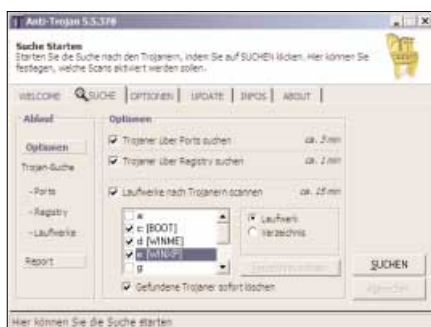 Anti-Trojan 5.5.376
Suche Starten
Starten Sie die Suche nach den Trojanern, inden Sie auf SUCHEN klicken. Hier können Sie
festlegen, welche Scans aktiviert werden sollen.
WELCOME SUCHE OPTIONEN UPDATE INFOS ABOUT
Ablauf
Optionen
Trojan-Suche
-Ports
-Registry
-Laufwerke
Report
Optionen
Trojaner über Ports suchen ca. 3 min
Trojaner über Registry suchen ca. 1 min
Laufwerke nach Trojanern scannen ca. 15 min
a
c: [BOOT]
d: [WINME]
e: [WINXP]
g
Laufwerk
Verzeichnis
Gefundene Trojaner sofort löschen
SUCHEN
Hier können Sie die Suche starten